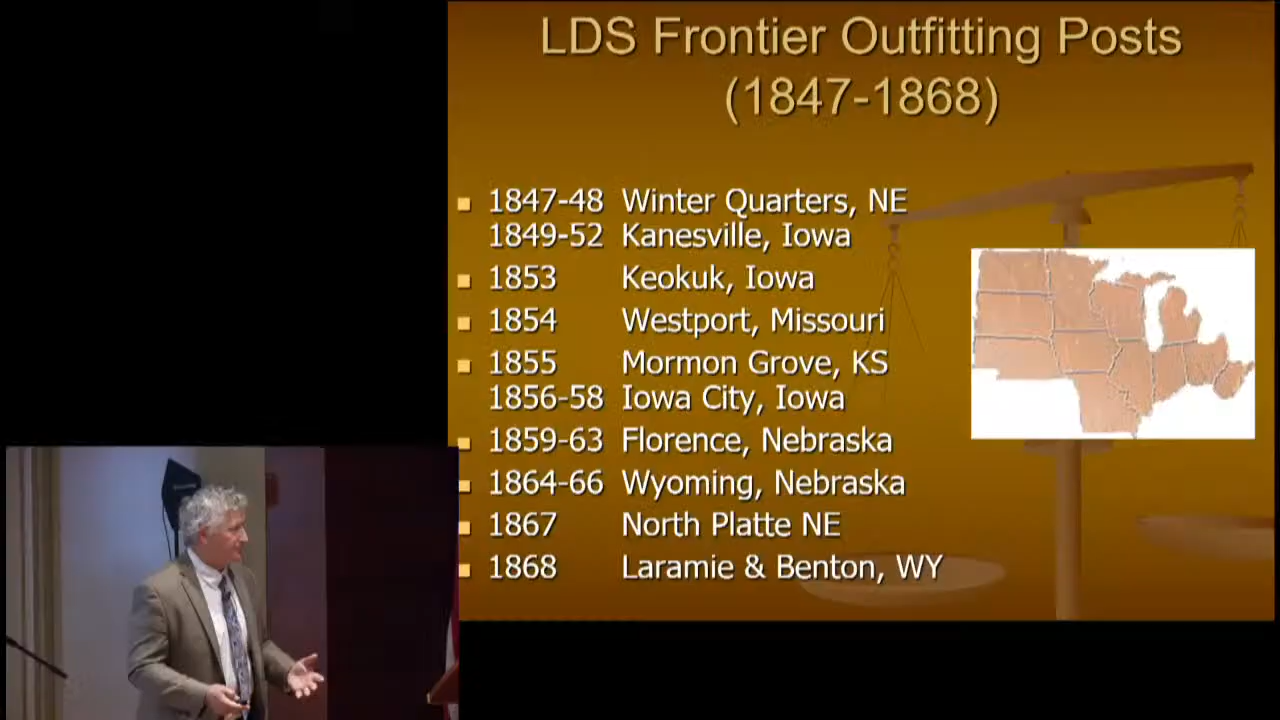 LDS Frontier Outfitting Posts
(1847-1868)
1847-48 Winter Quarters, NE
1849-52 Kanesville, Iowa
1853 Keokuk, Iowa
1854 Westport, Missouri
1855 Mormon Grove, KS
1856-58 Iowa City, Iowa
1859-63 Florence, Nebraska
1864-66 Wyoming, Nebraska
1867 North Platte NE
1868 Laramie & Benton, WY